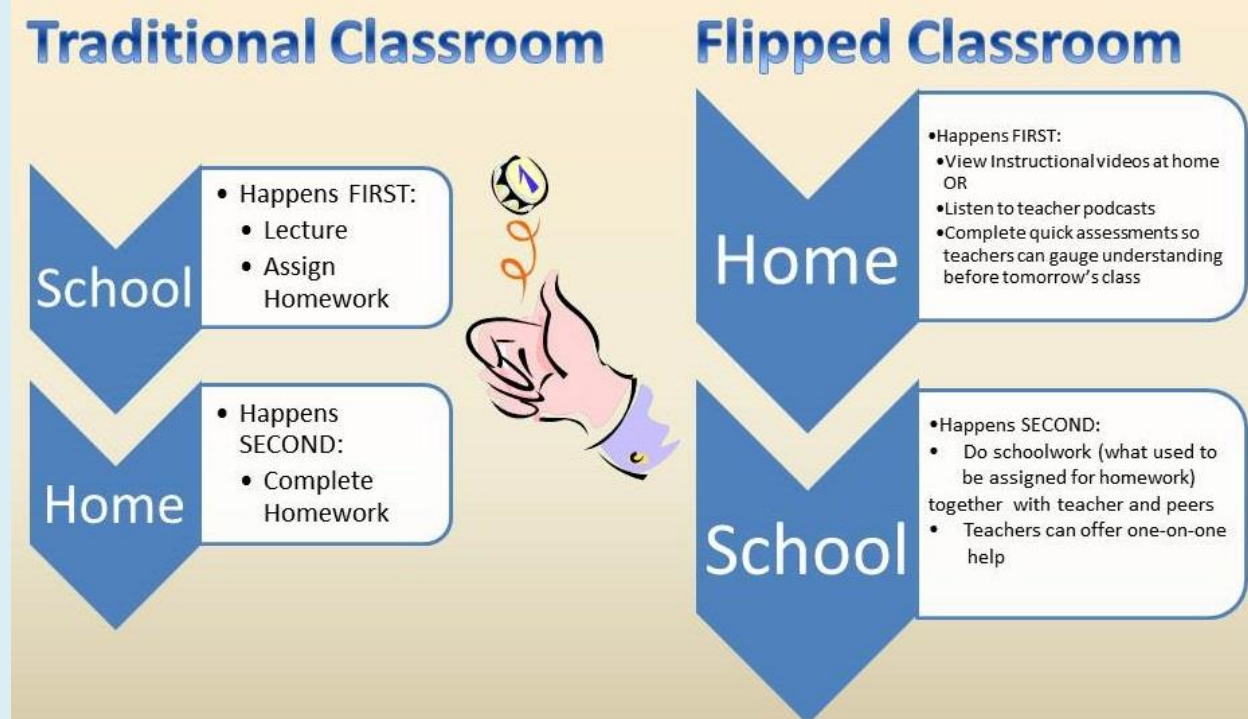 Traditional Classroom
School
• Happens FIRST:
• Lecture
• Assign
Homework
Home
• Happens
SECOND:
• Complete
Homework
Flipped Classroom
Home
•Happens FIRST:
•View Instructional videos at home
OR
•Listen to teacher podcasts
•Complete quick assessments so
teachers can gauge understanding
before tomorrow's class
School
•Happens SECOND:
• Do schoolwork (what used to
be assigned for homework)
together with teacher and peers
• Teachers can offer one-on-one
help